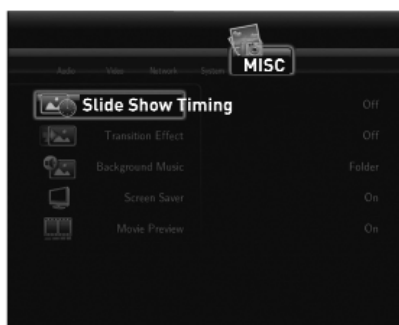 Audio Video Network System MISC
Slide Show Timing Off
Transition Effect Off
Background Music Folder
Screen Saver On
Movie Preview On